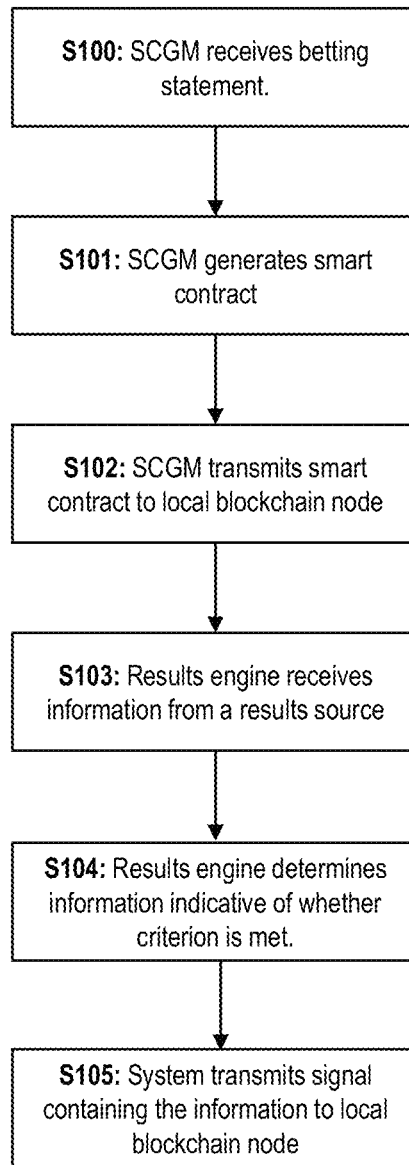 S100: SCGM receives betting
statement.
S101: SCGM generates smart
contract
S102: SCGM transmits smart
contract to local blockchain node
S103: Results engine receives
information from a results source
S104: Results engine determines
information indicative of whether
criterion is met.
S105: System transmits signal
containing the information to local
blockchain node